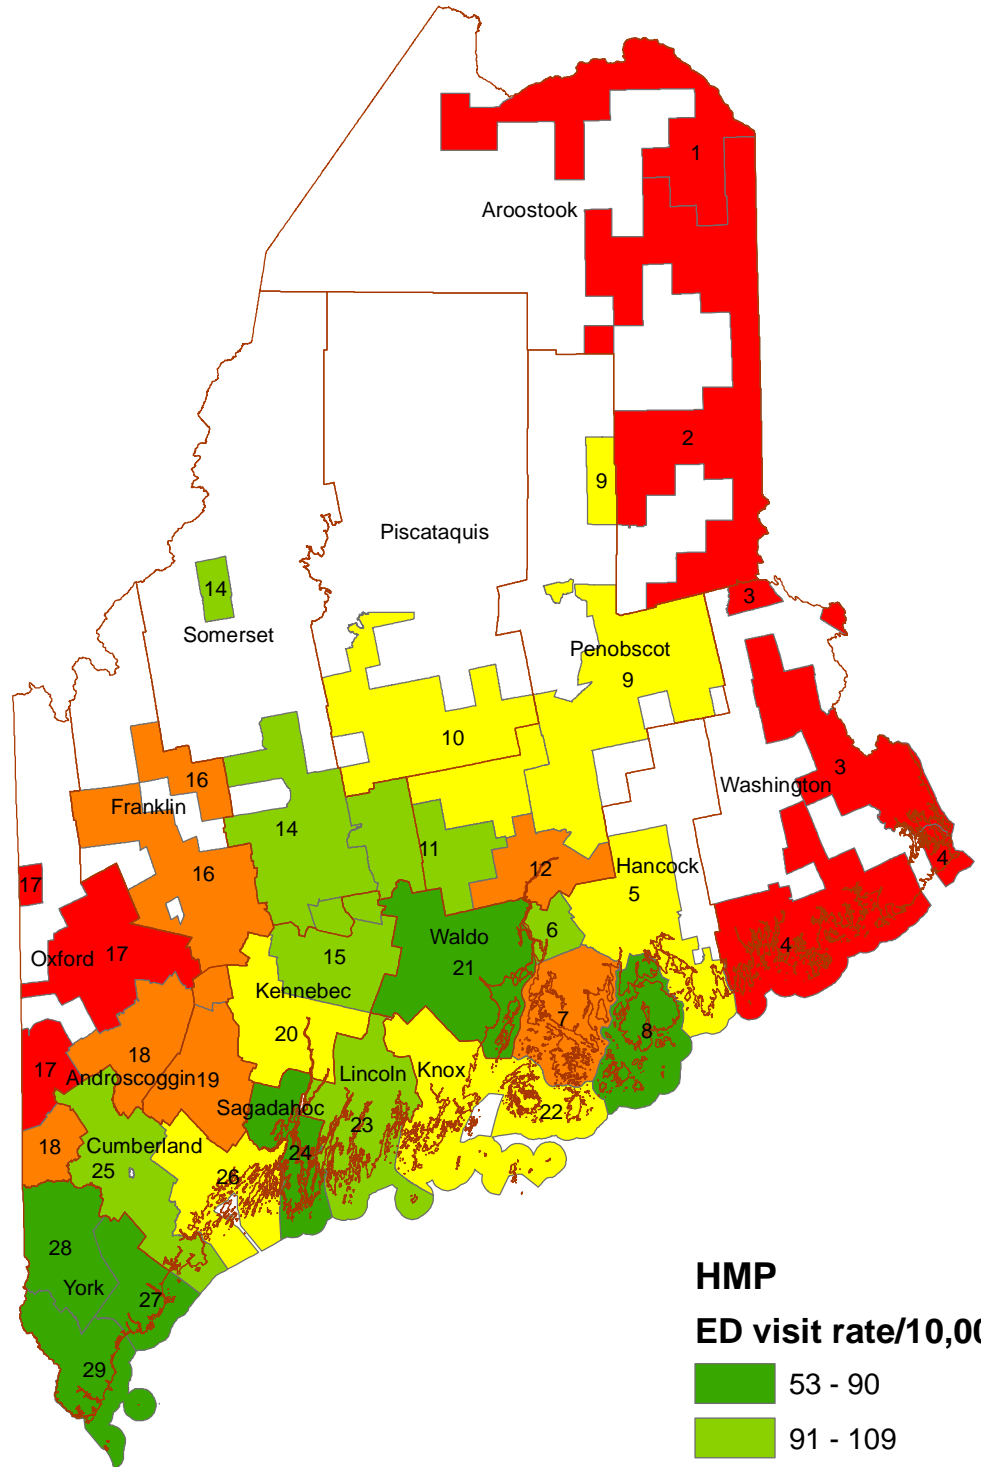 1
Aroostook
2
9
Piscataquis
14
3
Somerset
Penobscot
9
10
3
16
Washington
Franklin
14
11
4
12
Hancock
17
16
5
6
Waldo
4
Oxford
17
15
21
Kennebec
7
20
8
18
17
Androscoggin
19
Lincoln
Knox
Sagadahoc
22
23
18
Cumberland
24
25
26
28
York
27
29
HMP
ED visit rate/10,00
53 - 90
91 - 109